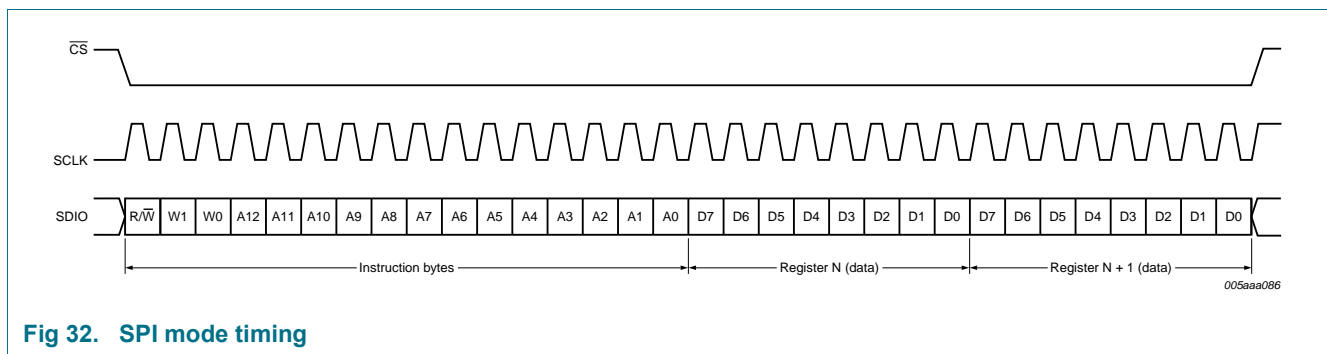 C̅S̅
SCLK
SDIO R/W̅ W1 W0 A12 A11 A10 A9 A8 A7 A6 A5 A4 A3 A2 A1 A0 D7 D6 D5 D4 D3 D2 D1 D0 D7 D6 D5 D4 D3 D2 D1 D0
Instruction bytes Register N (data) Register N + 1 (data)
005aaa086
Fig 32. SPI mode timing